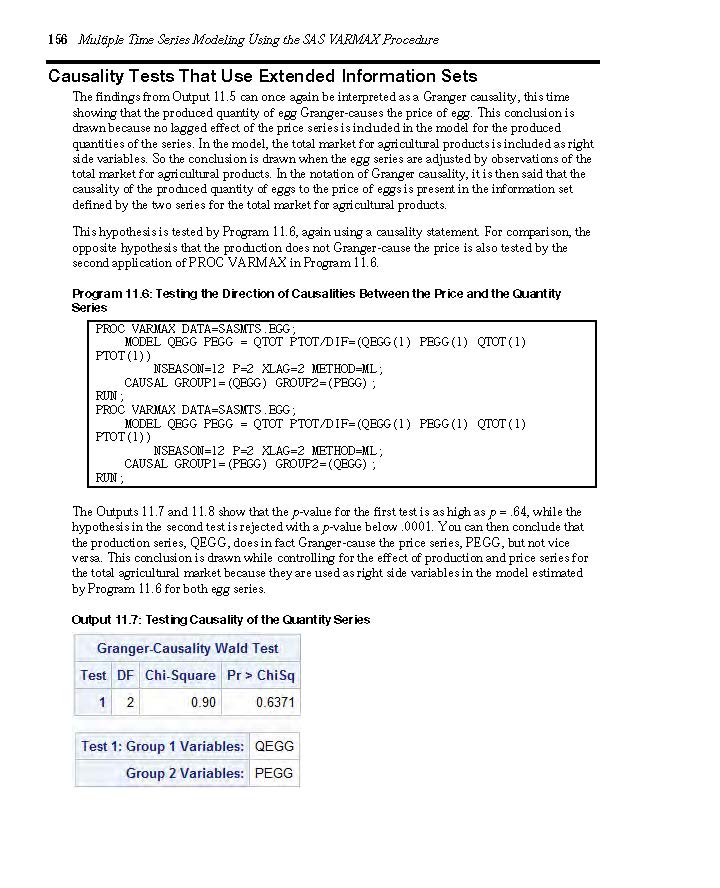 156 Multiple Time Series Modeling Using the SAS VARMAX Procedure
Causality Tests That Use Extended Information Sets
The findings from Output 11.5 can once again be interpreted as a Granger causality, this time
showing that the produced quantity of egg Granger-causes the price of egg. This conclusion is
drawn because no lagged effect of the price series is included in the model for the produced
quantities of the series. In the model, the total market for agricultural products is included as right
side variables. So the conclusion is drawn when the egg series are adjusted by observations of the
total market for agricultural products. In the notation of Granger causality, it is then said that the
causality of the produced quantity of eggs to the price of eggs is present in the information set
defined by the two series for the total market for agricultural products.
This hypothesis is tested by Program 11.6, again using a causality statement. For comparison, the
opposite hypothesis that the production does not Granger-cause the price is also tested by the
second application of PROC VARMAX in Program 11.6.
Program 11.6: Testing the Direction of Causalities Between the Price and the Quantity
Series
PROC VARMAX DATA=SASMTS.EGG;
MODEL QEGG PEGG = QTOT PTOT/DIF=(QEGG(1) PEGG(1) QTOT(1)
PTOT(1))
NSEASON=12 P=2 XLAG=2 METHOD=ML;
CAUSAL GROUP1=(QEGG) GROUP2=(PEGG);
RUN;
PROC VARMAX DATA=SASMTS.EGG;
MODEL QEGG PEGG = QTOT PTOT/DIF=(QEGG(1) PEGG(1) QTOT(1)
PTOT(1))
NSEASON=12 P=2 XLAG=2 METHOD=ML;
CAUSAL GROUP1=(PEGG) GROUP2=(QEGG);
RUN;
The Outputs 11.7 and 11.8 show that the p-value for the first test is as high as p = .64, while the
hypothesis in the second test is rejected with a p-value below .0001. You can then conclude that
the production series, QEGG, does in fact Granger-cause the price series, PEGG, but not vice
versa. This conclusion is drawn while controlling for the effect of production and price series for
the total agricultural market because they are used as right side variables in the model estimated
by Program 11.6 for both egg series.
Output 11.7: Testing Causality of the Quantity Series
Granger-Causality Wald Test
Test DF Chi-Square Pr > ChiSq
1 2 0.90 0.6371
Test 1: Group 1 Variables: QEGG
Group 2 Variables: PEGG